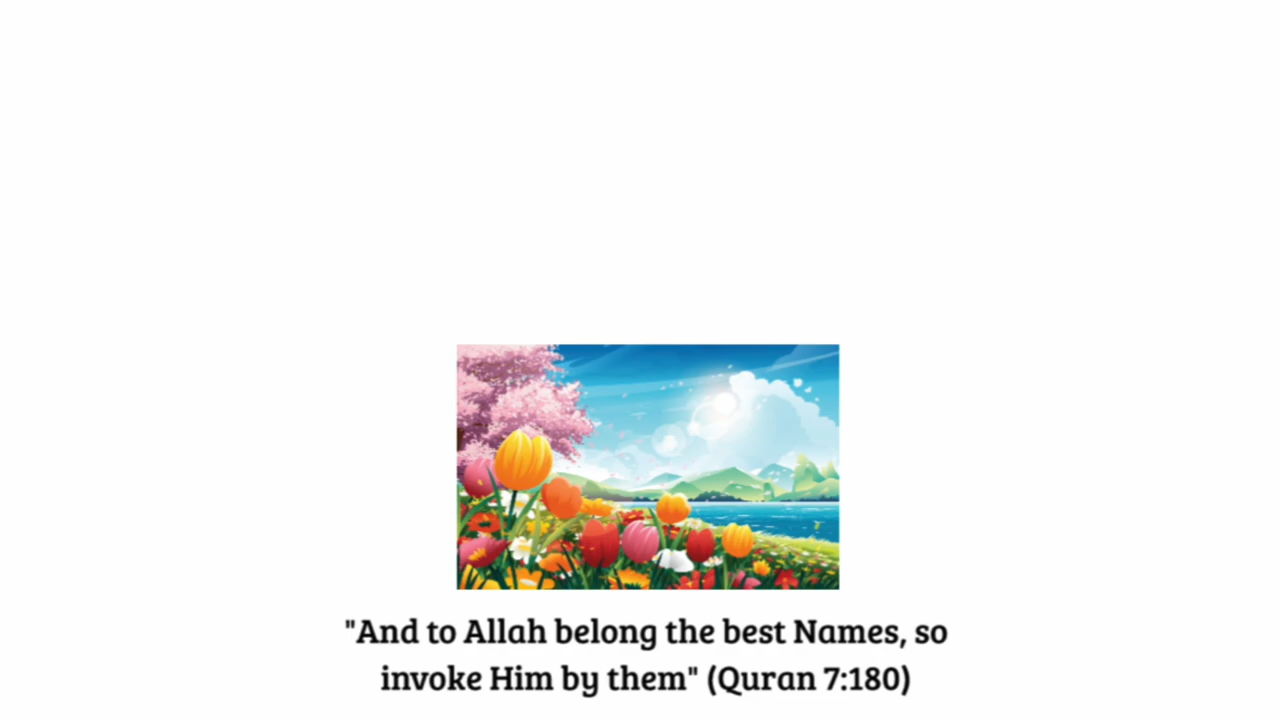 "And to Allah belong the best Names, so
invoke Him by them" (Quran 7:180)